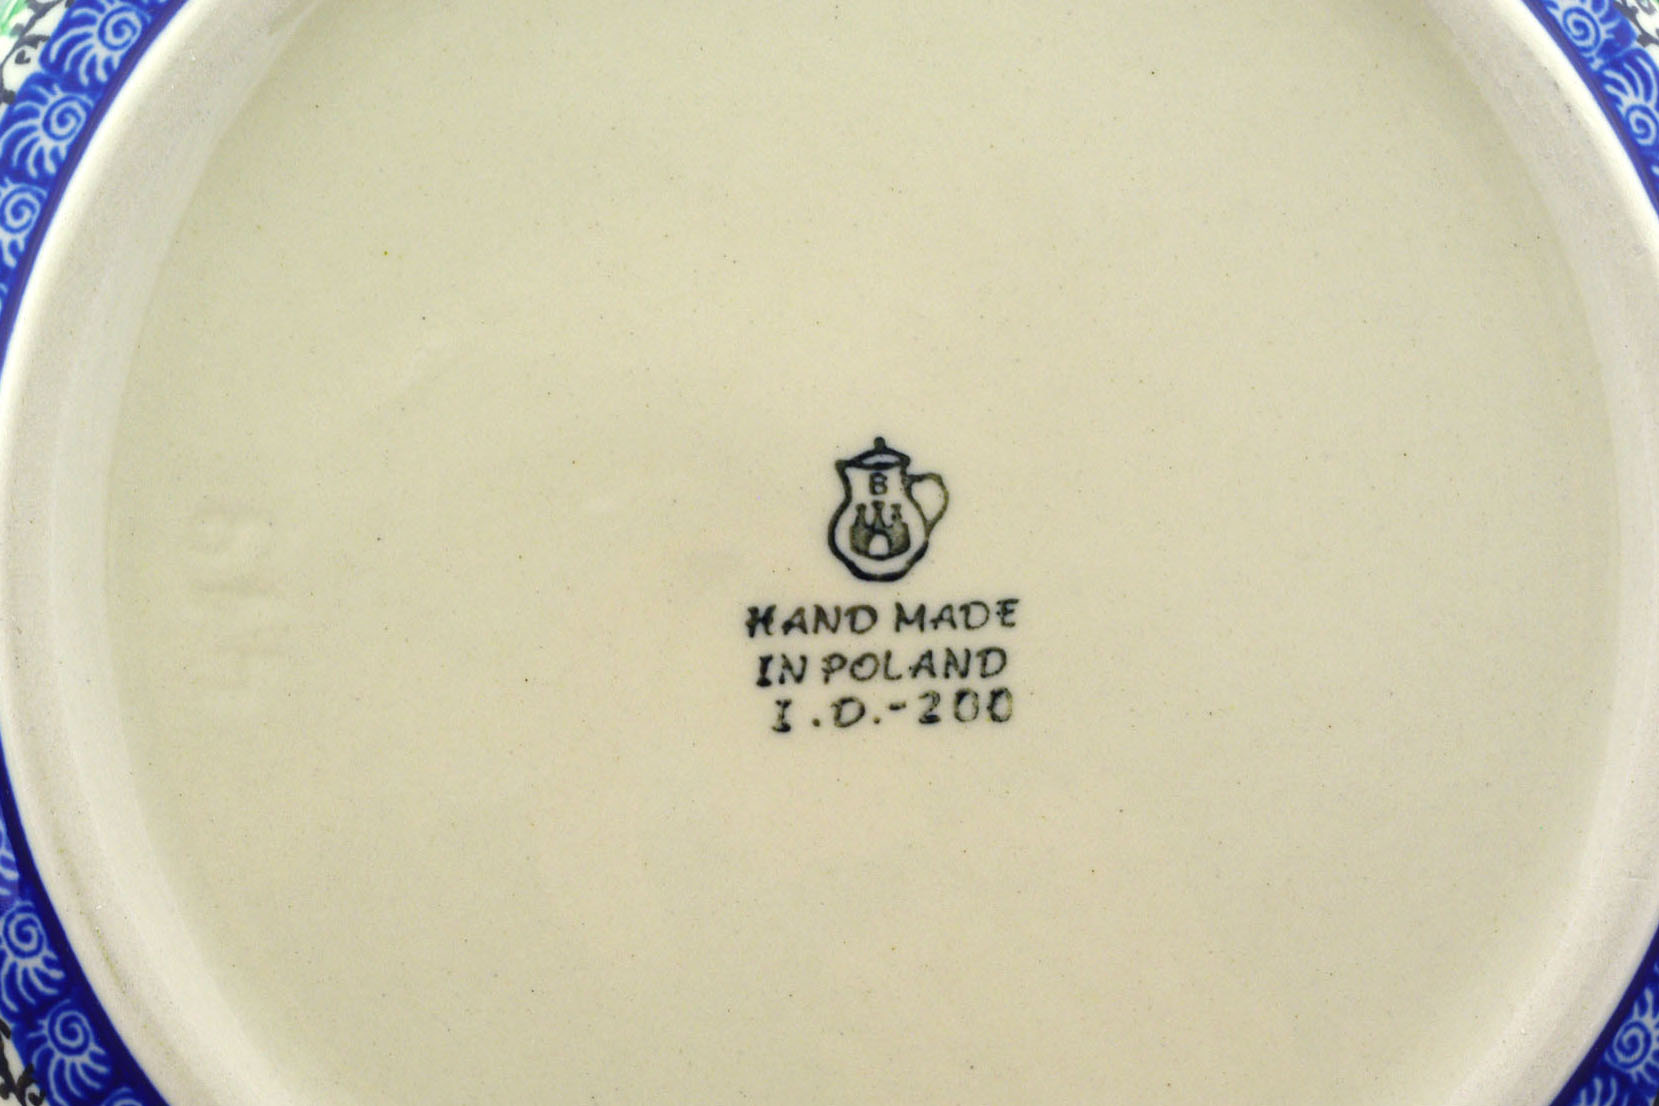 B
HAND MADE
IN POLAND
I.D.-200